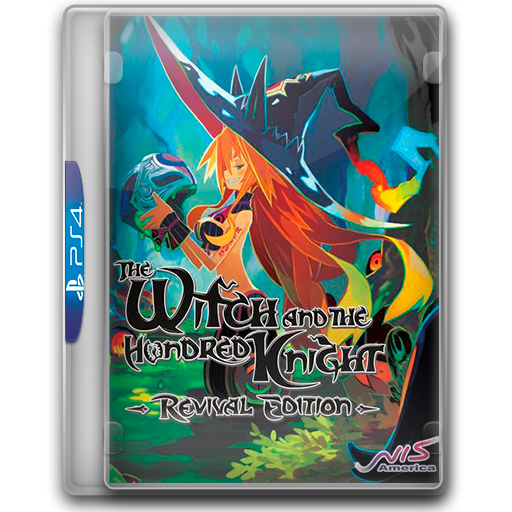 PS4
THE
WITCH AND THE
HUNDRED KNIGHT
REVIVAL EDITION
NIS
America